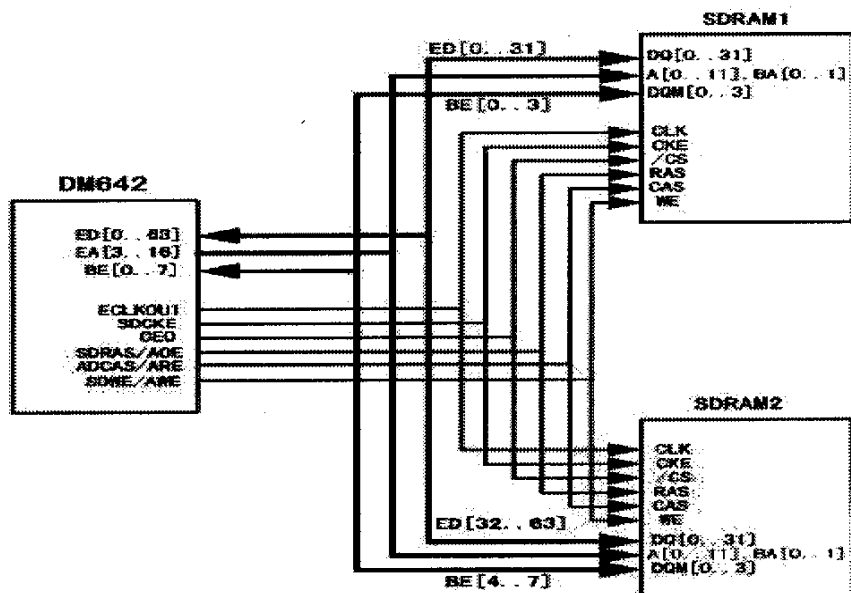 SDRAM1
ED[0..31]
DQ[0..31]
A[0..11], BA[0..1]
BE[0..3]
DQM[0..3]
CLK
CKE
/CS
RAS
CAS
WE
DM642
ED[0..63]
EA[3..16]
BE[0..7]
ECLKOU1
SDCKE
CEO
SDRAS/AOE
ADCAS/ARE
SDWE/AWE
SDRAM2
CLK
CKE
/CS
RAS
CAS
WE
ED[32..63]
DQ[0..31]
A[0..11], BA[0..1]
BE[4..7]
DQM[0..3]